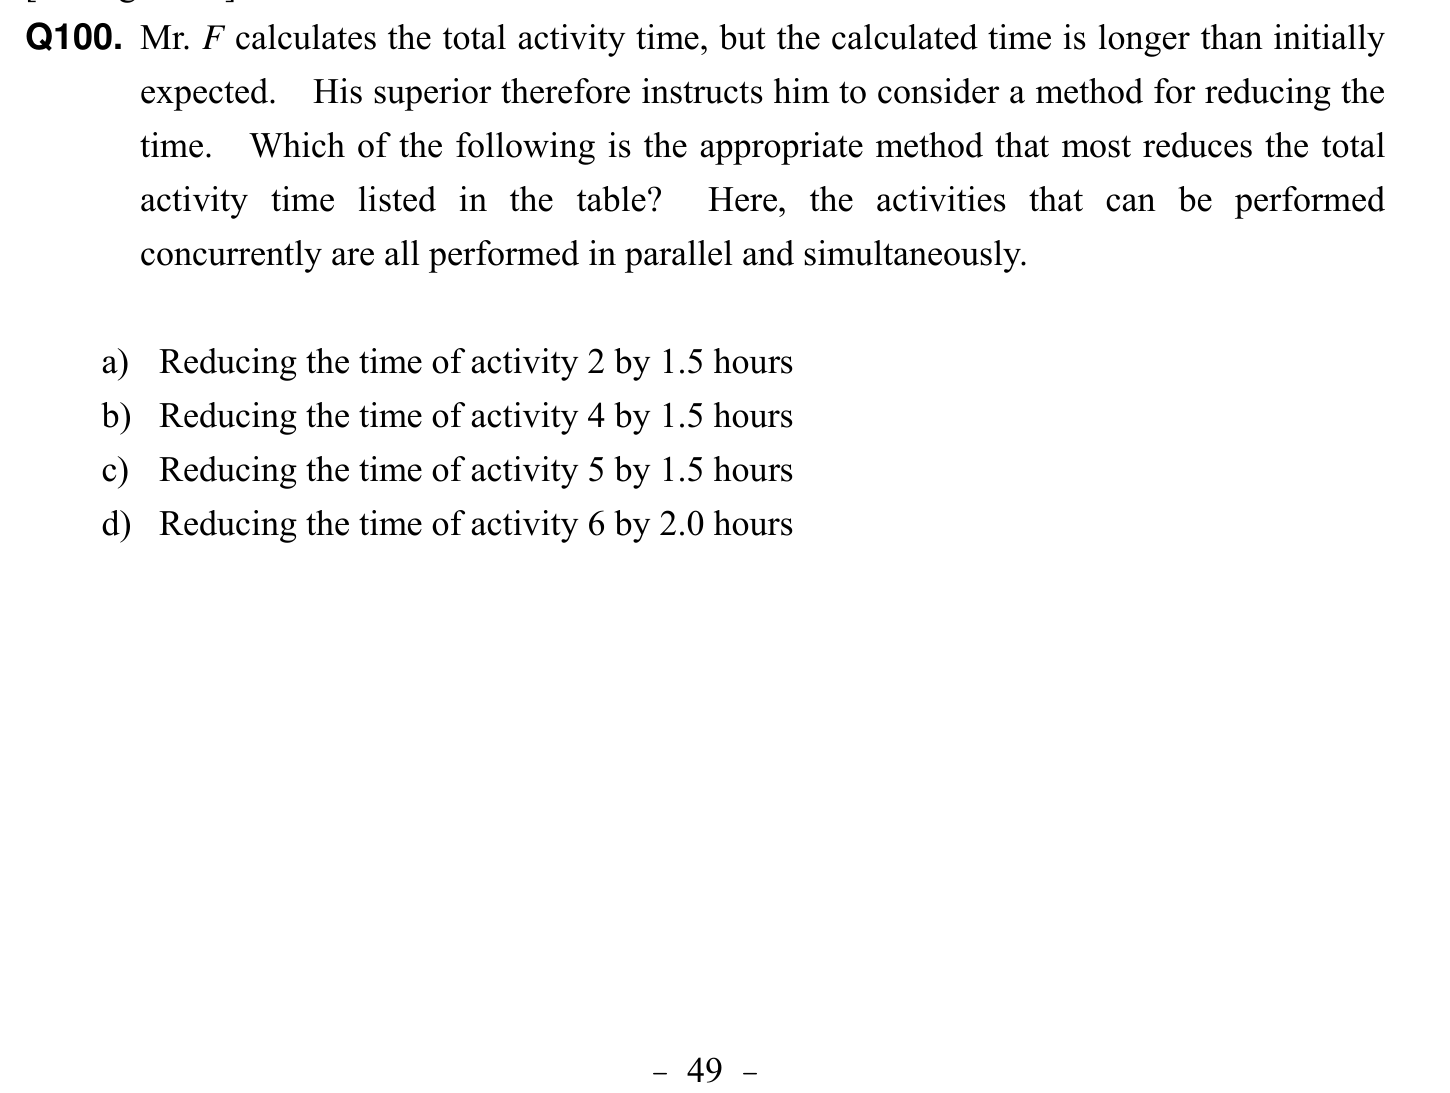 Q100. Mr. F calculates the total activity time, but the calculated time is longer than initially
expected. His superior therefore instructs him to consider a method for reducing the
time. Which of the following is the appropriate method that most reduces the total
activity time listed in the table? Here, the activities that can be performed
concurrently are all performed in parallel and simultaneously.
a) Reducing the time of activity 2 by 1.5 hours
b) Reducing the time of activity 4 by 1.5 hours
c) Reducing the time of activity 5 by 1.5 hours
d) Reducing the time of activity 6 by 2.0 hours
– 49 –